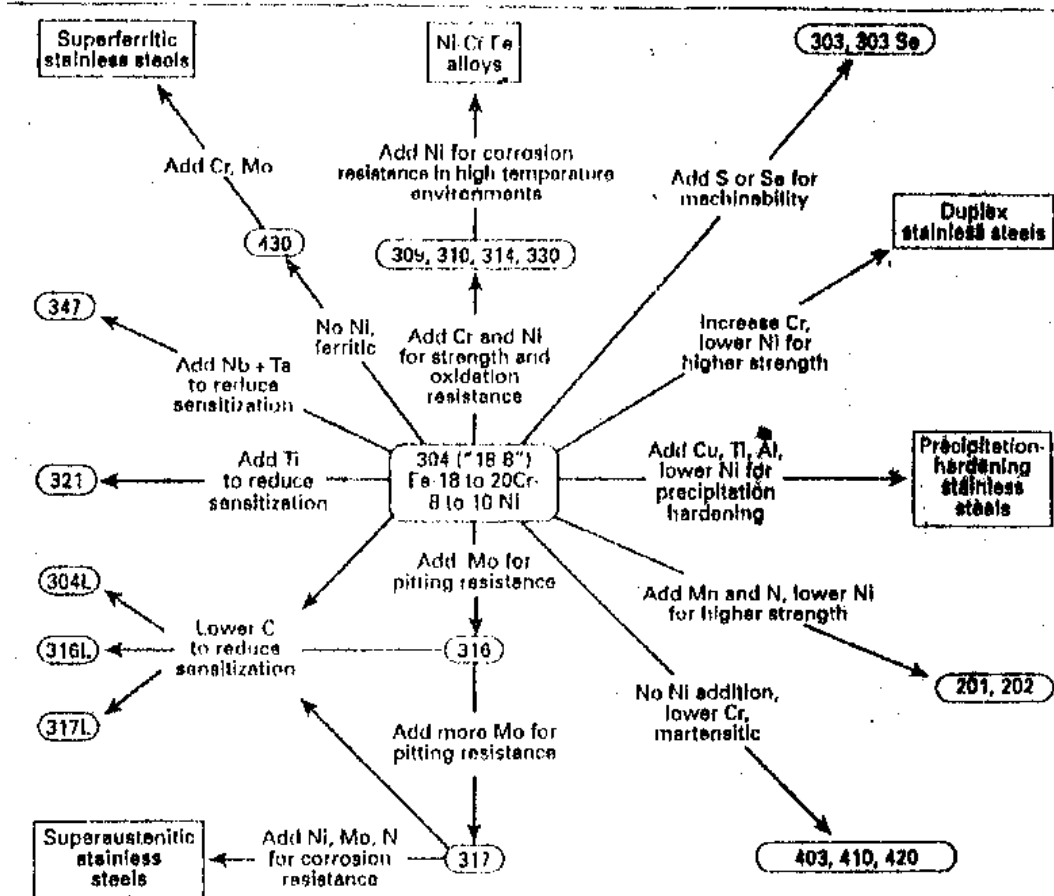 Superferritic
stainless steels
Ni-Cr-Fe
alloys
303, 303 Se
Add Cr, Mo
Add Ni for corrosion
resistance in high temperature
environments
Add S or Se for
machinability
Duplex
stainless steels
430
309, 310, 314, 330
347
No Ni,
ferritic
Add Cr and Ni
for strength and
oxidation
resistance
Increase Cr,
lower Ni for
higher strength
Add Nb + Ta
to reduce
sensitization
321
Add Ti
to reduce
sensitization
304 ("18-8")
Fe-18 to 20Cr-
8 to 10 Ni
Add Cu, Ti, Al,
lower Ni for
precipitation
hardening
Precipitation-
hardening
stainless
steels
Add Mo for
pitting resistance
304L
316L
317L
Lower C
to reduce
sensitization
316
Add Mn and N, lower Ni
for higher strength
201, 202
No Ni addition,
lower Cr,
martensitic
Add more Mo for
pitting resistance
Superaustenitic
stainless
steels
Add Ni, Mo, N
for corrosion
resistance
317
403, 410, 420